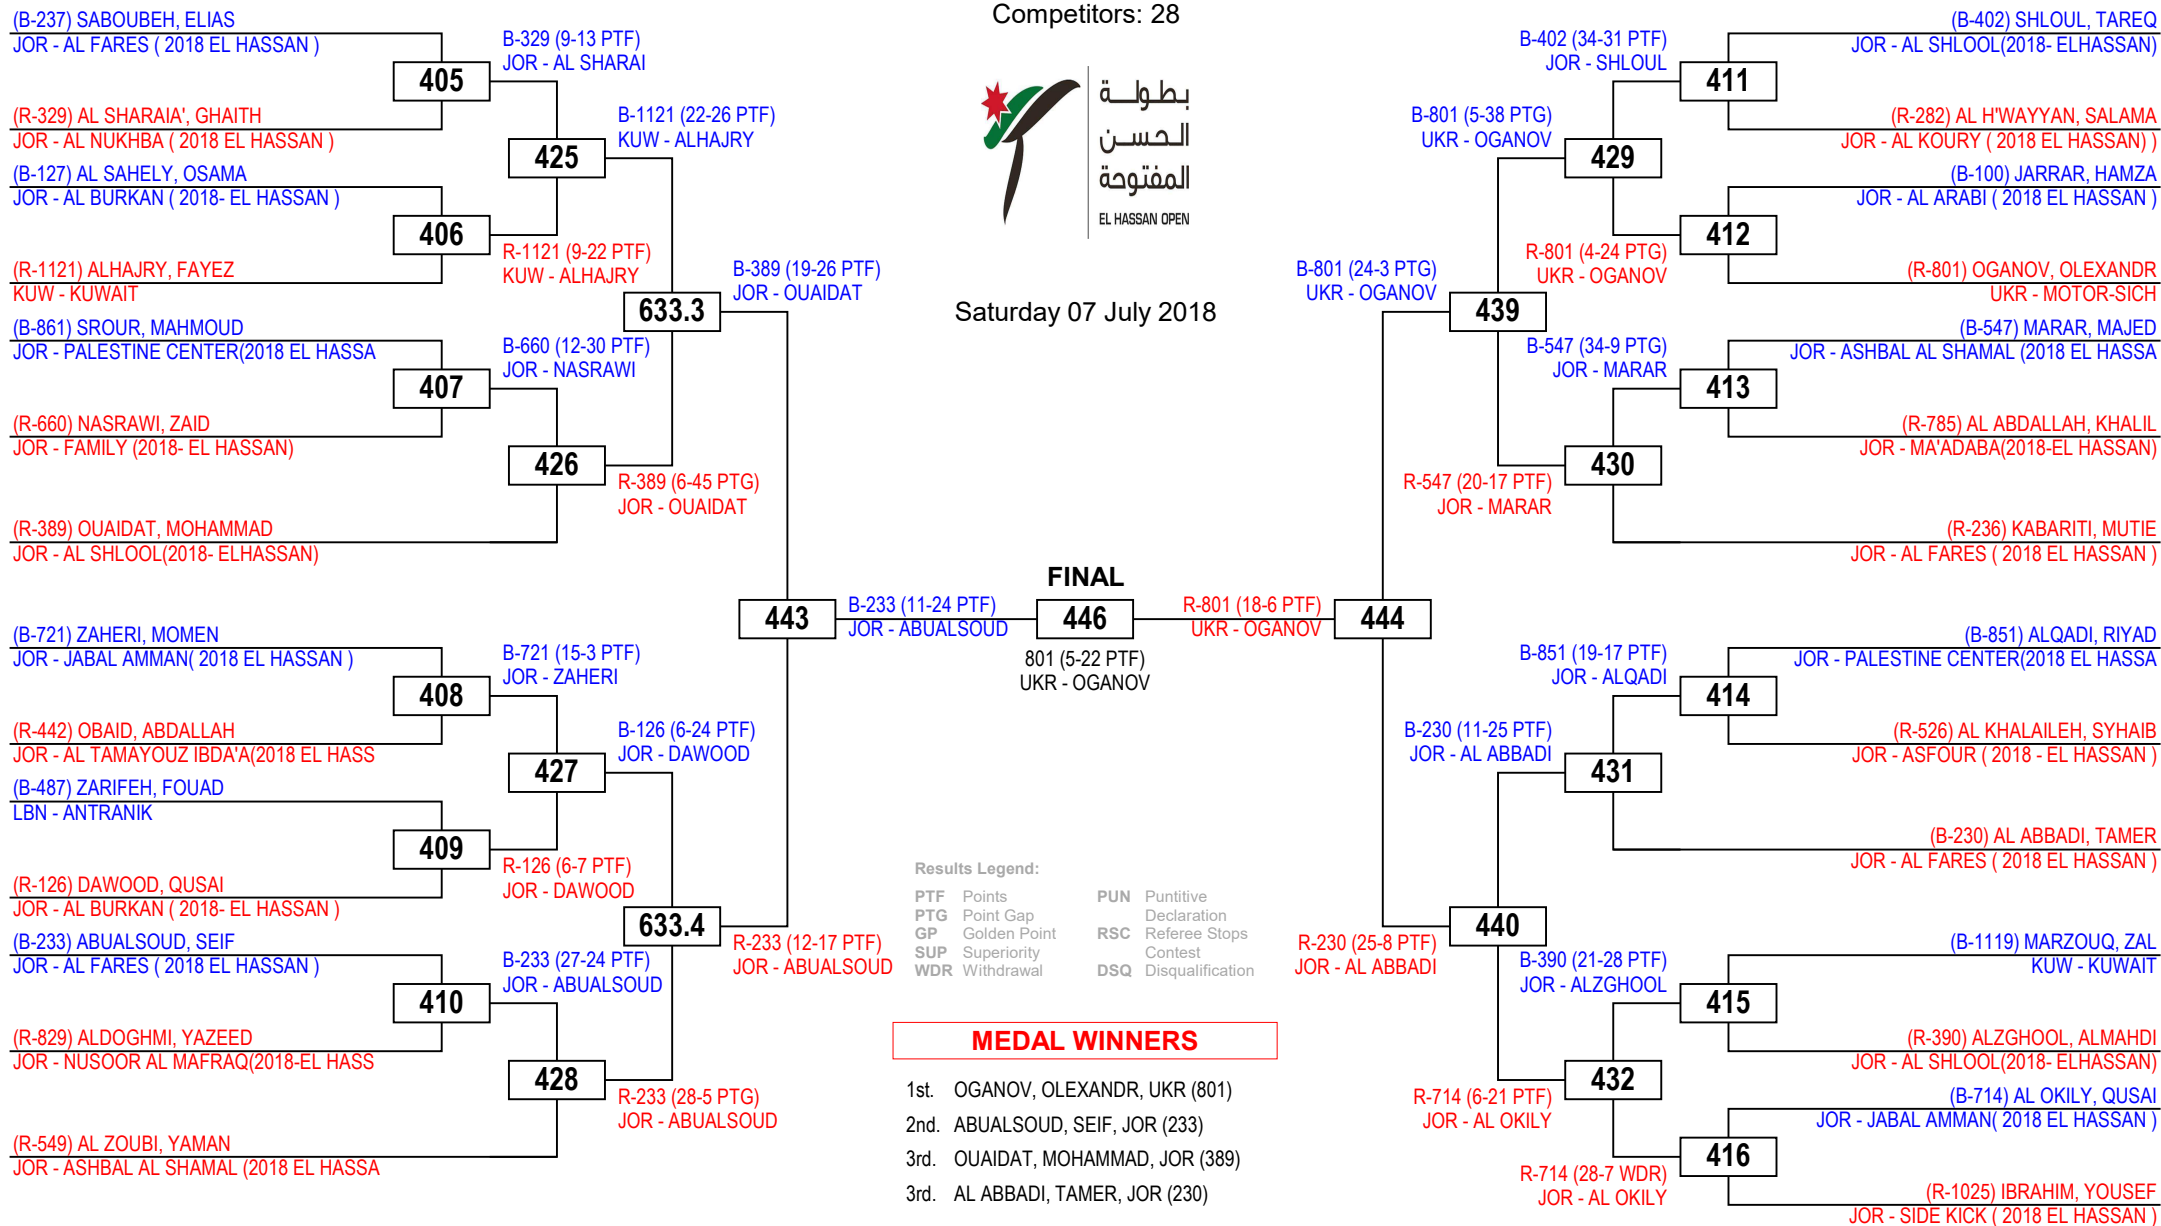 Competitors: 28
بطولة
الحسن
المفتوحة
EL HASSAN OPEN
Saturday 07 July 2018
(B-237) SABOUBEH, ELIAS
JOR - AL FARES ( 2018 EL HASSAN )
405
(R-329) AL SHARAIA', GHAITH
JOR - AL NUKHBA ( 2018 EL HASSAN )
(B-127) AL SAHELY, OSAMA
JOR - AL BURKAN ( 2018- EL HASSAN )
406
(R-1121) ALHAJRY, FAYEZ
KUW - KUWAIT
(B-861) SROUR, MAHMOUD
JOR - PALESTINE CENTER(2018 EL HASSA
407
(R-660) NASRAWI, ZAID
JOR - FAMILY (2018- EL HASSAN)
(R-389) OUAIDAT, MOHAMMAD
JOR - AL SHLOOL(2018- ELHASSAN)
(B-721) ZAHERI, MOMEN
JOR - JABAL AMMAN( 2018 EL HASSAN )
408
(R-442) OBAID, ABDALLAH
JOR - AL TAMAYOUZ IBDA'A(2018 EL HASS
(B-487) ZARIFEH, FOUAD
LBN - ANTRANIK
409
(R-126) DAWOOD, QUSAI
JOR - AL BURKAN ( 2018- EL HASSAN )
(B-233) ABUALSOUD, SEIF
JOR - AL FARES ( 2018 EL HASSAN )
410
(R-829) ALDOGHMI, YAZEED
JOR - NUSOOR AL MAFRAQ(2018-EL HASS
(R-549) AL ZOUBI, YAMAN
JOR - ASHBAL AL SHAMAL (2018 EL HASSA
B-329 (9-13 PTF)
JOR - AL SHARAI
425
R-1121 (9-22 PTF)
KUW - ALHAJRY
B-660 (12-30 PTF)
JOR - NASRAWI
426
B-721 (15-3 PTF)
JOR - ZAHERI
427
R-126 (6-7 PTF)
JOR - DAWOOD
B-233 (27-24 PTF)
JOR - ABUALSOUD
428
B-1121 (22-26 PTF)
KUW - ALHAJRY
633.3
R-389 (6-45 PTG)
JOR - OUAIDAT
B-126 (6-24 PTF)
JOR - DAWOOD
633.4
R-233 (28-5 PTG)
JOR - ABUALSOUD
B-389 (19-26 PTF)
JOR - OUAIDAT
443
R-233 (12-17 PTF)
JOR - ABUALSOUD
B-233 (11-24 PTF)
JOR - ABUALSOUD
FINAL
446
801 (5-22 PTF)
UKR - OGANOV
R-801 (18-6 PTF)
UKR - OGANOV
444
B-801 (24-3 PTG)
UKR - OGANOV
439
R-230 (25-8 PTF)
JOR - AL ABBADI
440
B-801 (5-38 PTG)
UKR - OGANOV
429
R-547 (20-17 PTF)
JOR - MARAR
430
B-230 (11-25 PTF)
JOR - AL ABBADI
431
R-714 (6-21 PTF)
JOR - AL OKILY
432
B-402 (34-31 PTF)
JOR - SHLOUL
R-801 (4-24 PTG)
UKR - OGANOV
B-547 (34-9 PTG)
JOR - MARAR
B-851 (19-17 PTF)
JOR - ALQADI
B-390 (21-28 PTF)
JOR - ALZGHOOL
R-714 (28-7 WDR)
JOR - AL OKILY
(B-402) SHLOUL, TAREQ
JOR - AL SHLOOL(2018- ELHASSAN)
411
(R-282) AL H'WAYYAN, SALAMA
JOR - AL KOURY ( 2018 EL HASSAN) )
(B-100) JARRAR, HAMZA
JOR - AL ARABI ( 2018 EL HASSAN )
412
(R-801) OGANOV, OLEXANDR
UKR - MOTOR-SICH
(B-547) MARAR, MAJED
JOR - ASHBAL AL SHAMAL (2018 EL HASSA
413
(R-785) AL ABDALLAH, KHALIL
JOR - MA'ADABA(2018-EL HASSAN)
(R-236) KABARITI, MUTIE
JOR - AL FARES ( 2018 EL HASSAN )
(B-851) ALQADI, RIYAD
JOR - PALESTINE CENTER(2018 EL HASSA
414
(R-526) AL KHALAILEH, SYHAIB
JOR - ASFOUR ( 2018 - EL HASSAN )
(B-230) AL ABBADI, TAMER
JOR - AL FARES ( 2018 EL HASSAN )
(B-1119) MARZOUQ, ZAL
KUW - KUWAIT
415
(R-390) ALZGHOOL, ALMAHDI
JOR - AL SHLOOL(2018- ELHASSAN)
(B-714) AL OKILY, QUSAI
JOR - JABAL AMMAN( 2018 EL HASSAN )
416
(R-1025) IBRAHIM, YOUSEF
JOR - SIDE KICK ( 2018 EL HASSAN )
Results Legend:
PTF Points
PTG Point Gap
GP Golden Point
SUP Superiority
WDR Withdrawal
PUN Puntitive
Declaration
RSC Referee Stops
Contest
DSQ Disqualification
MEDAL WINNERS
1st. OGANOV, OLEXANDR, UKR (801)
2nd. ABUALSOUD, SEIF, JOR (233)
3rd. OUAIDAT, MOHAMMAD, JOR (389)
3rd. AL ABBADI, TAMER, JOR (230)